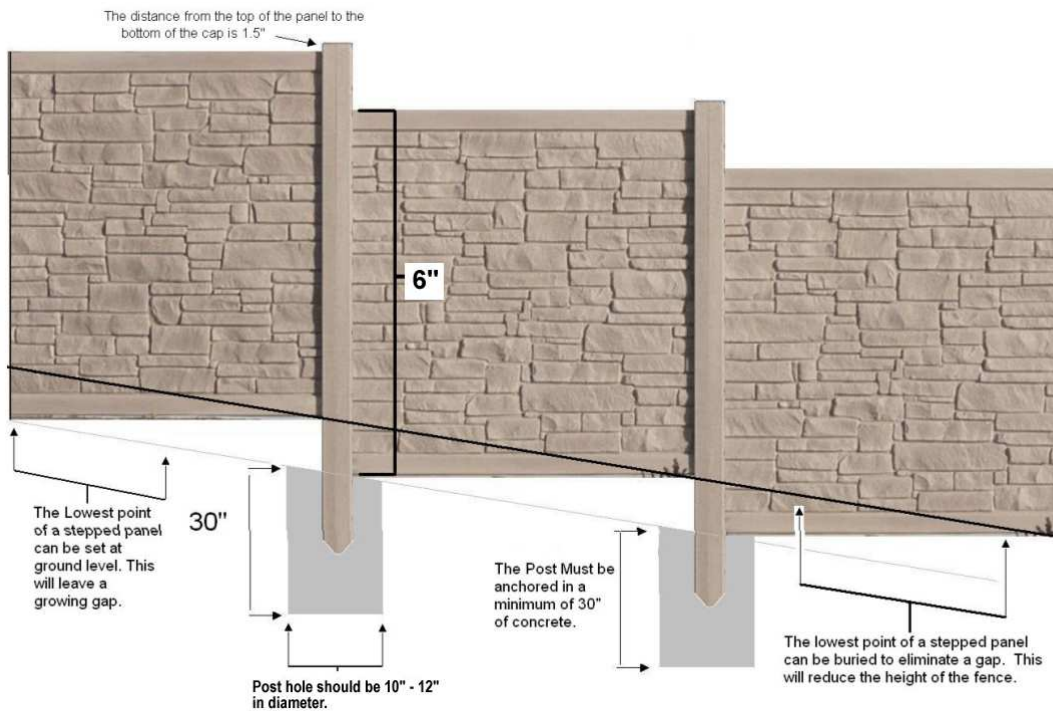 The distance from the top of the panel to the
bottom of the cap is 1.5"
6"
The Lowest point
of a stepped panel
can be set at
ground level. This
will leave a
growing gap.
30"
Post hole should be 10" - 12"
in diameter.
The Post Must be
anchored in a
minimum of 30"
of concrete.
The lowest point of a stepped panel
can be buried to eliminate a gap. This
will reduce the height of the fence.